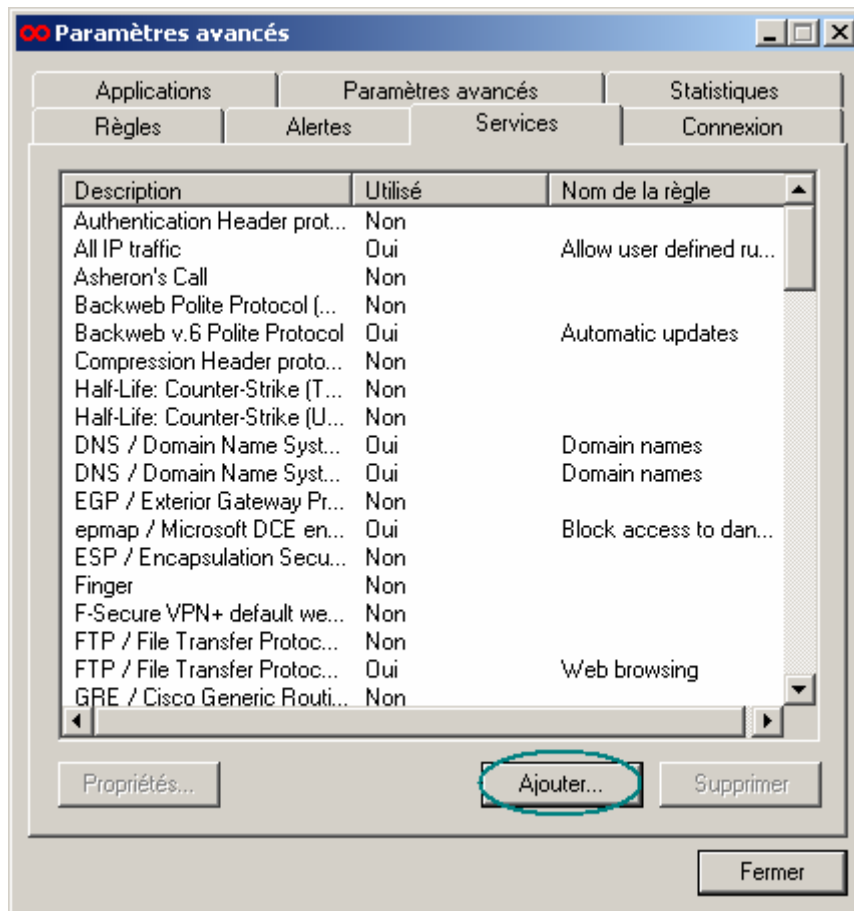 Paramètres avancés
Applications Paramètres avancés Statistiques
Règles Alertes Services Connexion
Description Utilisé Nom de la règle
Authentication Header prot... Non
All IP traffic Oui Allow user defined ru...
Asheron's Call Non
Backweb Polite Protocol (... Non
Backweb v.6 Polite Protocol Oui Automatic updates
Compression Header proto... Non
Half-Life: Counter-Strike (T... Non
Half-Life: Counter-Strike (U... Non
DNS / Domain Name Syst... Oui Domain names
DNS / Domain Name Syst... Oui Domain names
EGP / Exterior Gateway Pr... Non
epmap / Microsoft DCE en... Oui Block access to dan...
ESP / Encapsulation Secu... Non
Finger Non
F-Secure VPN+ default we... Non
FTP / File Transfer Protoc... Non
FTP / File Transfer Protoc... Oui Web browsing
GRE / Cisco Generic Routi... Non
Propriétés... Ajouter... Supprimer
Fermer